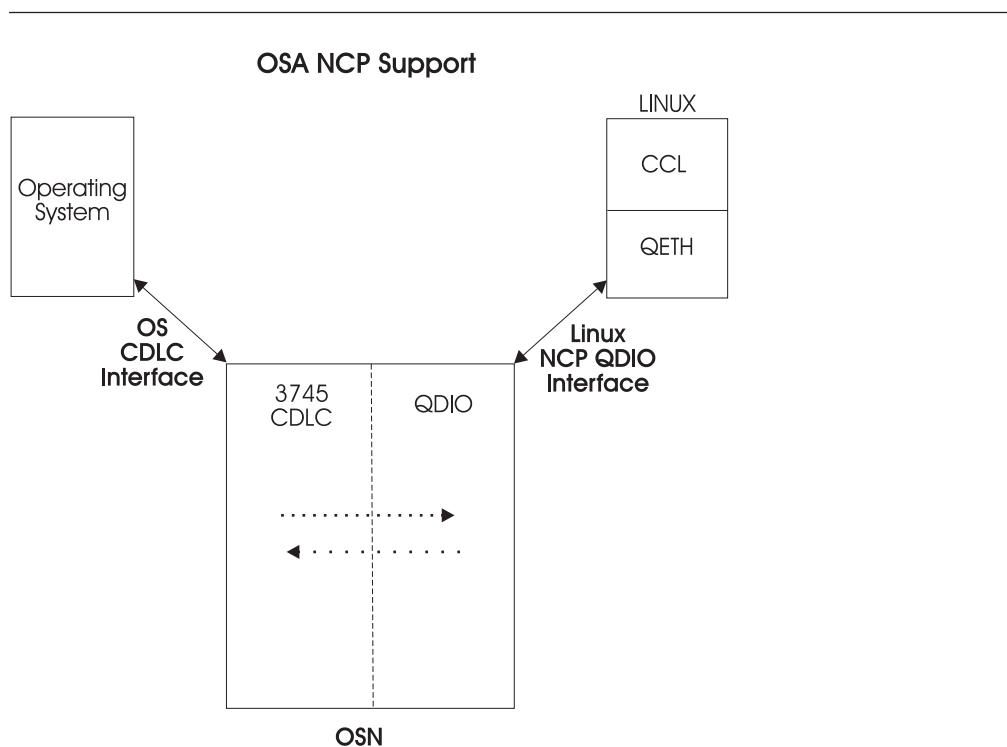 OSA NCP Support
LINUX
Operating
System
CCL
QETH
OS
CDLC
Interface
Linux
NCP QDIO
Interface
3745
CDLC
QDIO
OSN